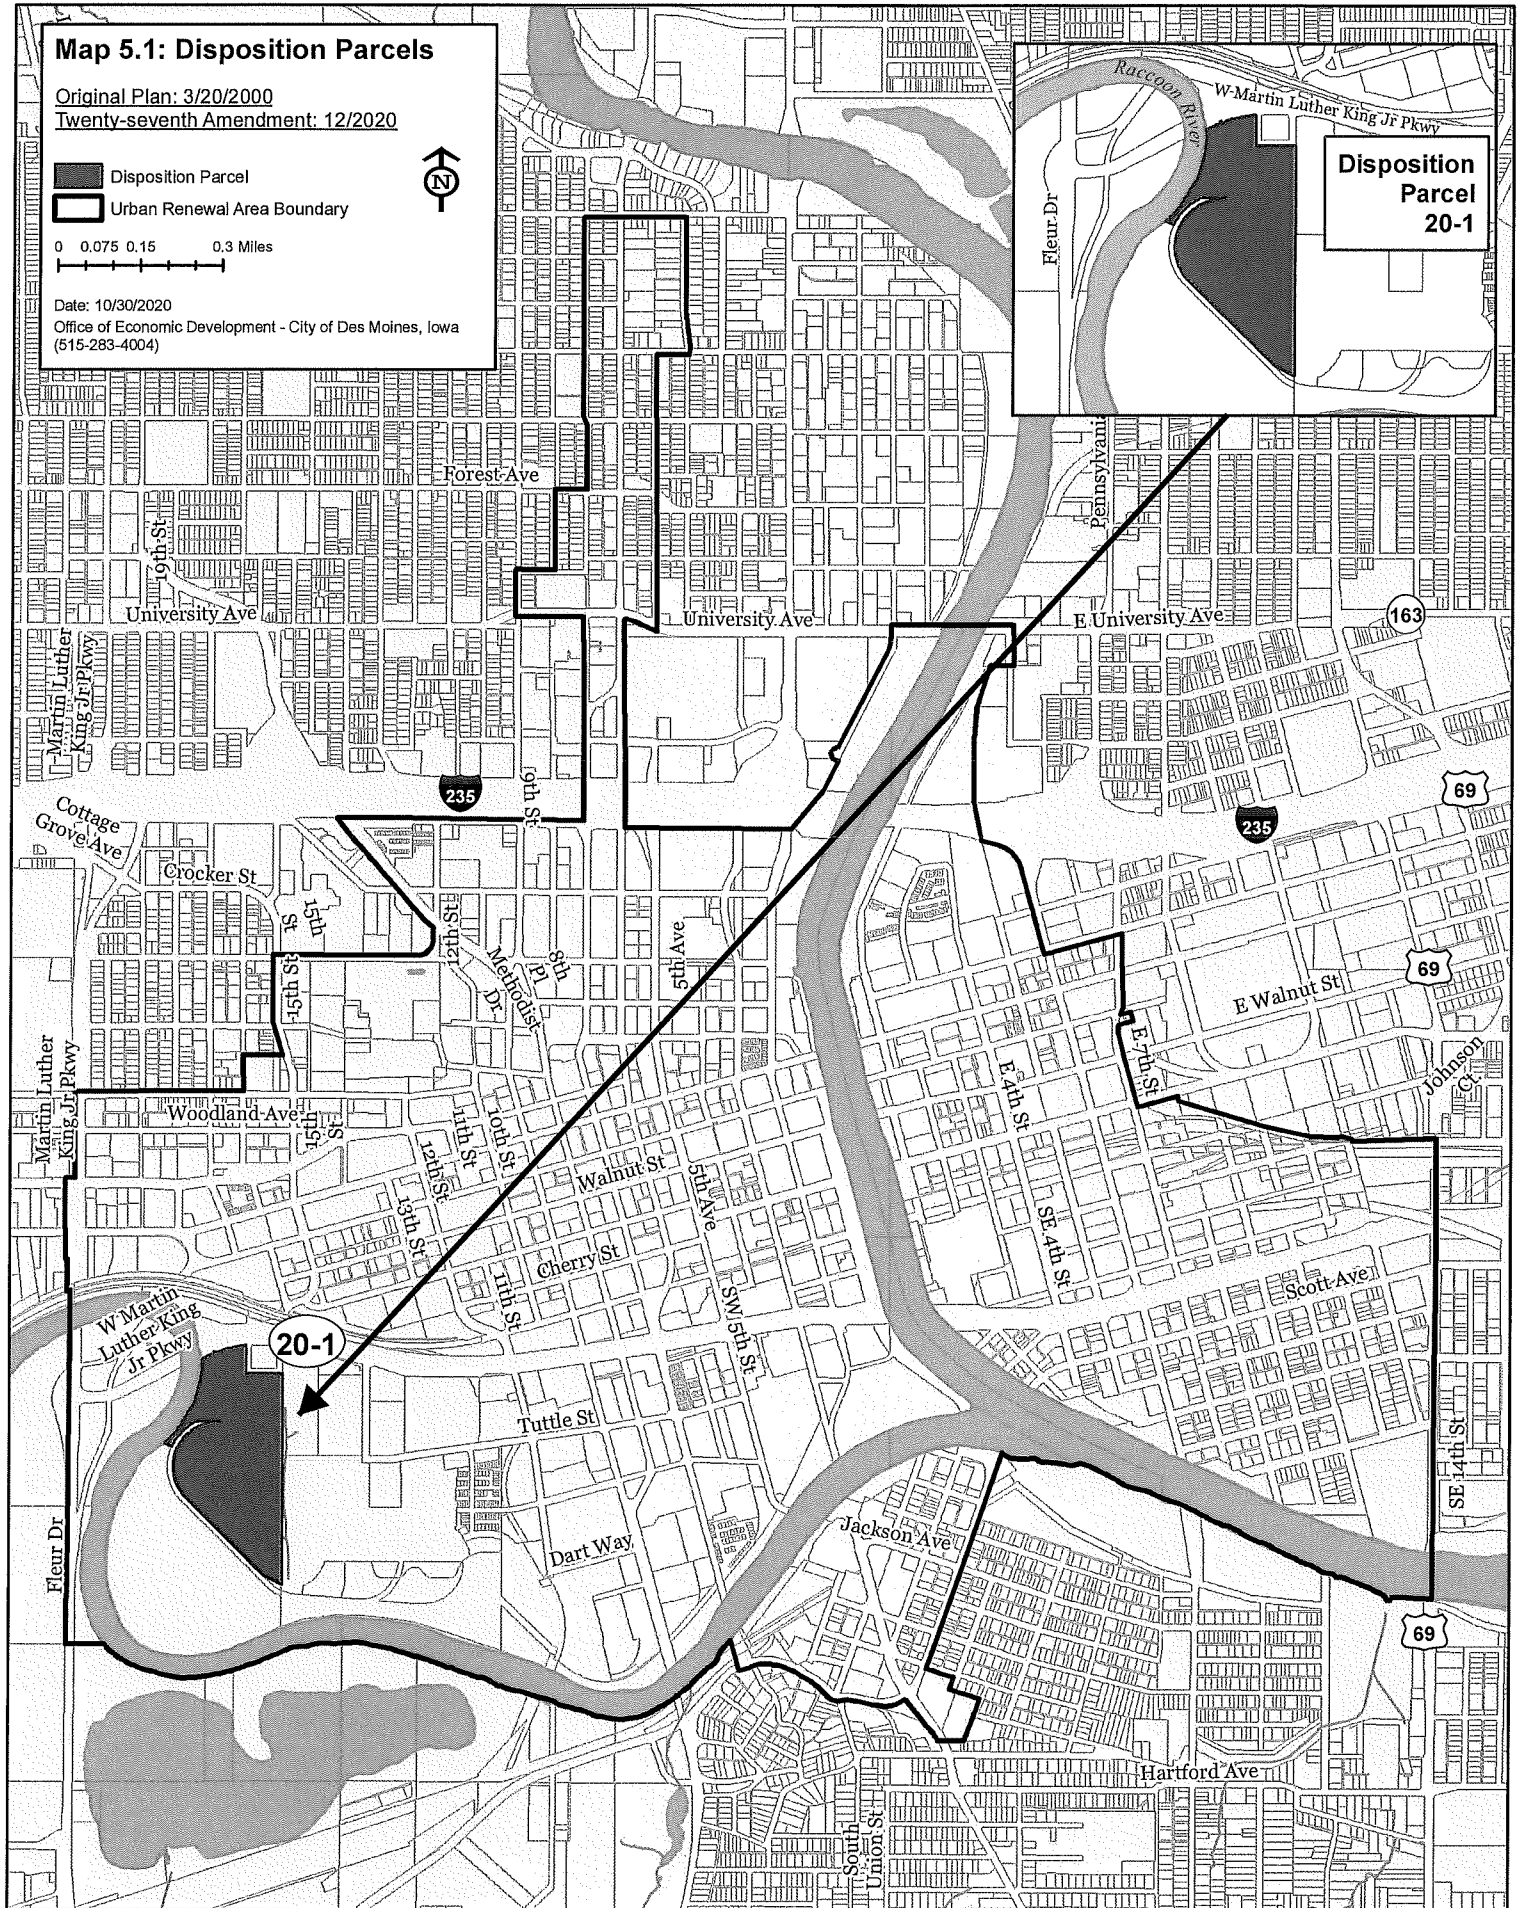 Map 5.1: Disposition Parcels
Original Plan: 3/20/2000
Twenty-seventh Amendment: 12/2020
Disposition Parcel
Urban Renewal Area Boundary
N
0 0.075 0.15 0.3 Miles
Date: 10/30/2020
Office of Economic Development - City of Des Moines, Iowa
(515-283-4004)
Raccoon River
W Martin Luther King Jr Pkwy
Fleur Dr
Disposition
Parcel
20-1
Pennsylvania
Forest Ave
19th St
University Ave
University Ave
E University Ave
163
Martin Luther
King Jr Pkwy
235
9th St
69
235
Cottage
Grove Ave
Crocker St
15th
St
12th St
15th St
Methodist
Dr
8th
Pl
5th Ave
69
E Walnut St
E 7th St
Johnson
Ct
Martin Luther
King Jr Pkwy
Woodland Ave
15th
St
E 4th St
10th St
11th St
12th St
13th St
Walnut St
5th Ave
SE 4th St
Cherry St
11th St
Scott Ave
W Martin
Luther King
Jr Pkwy
20-1
SW 5th St
Tuttle St
SE 14th St
Fleur Dr
Dart Way
Jackson Ave
69
Hartford Ave
South
Union St